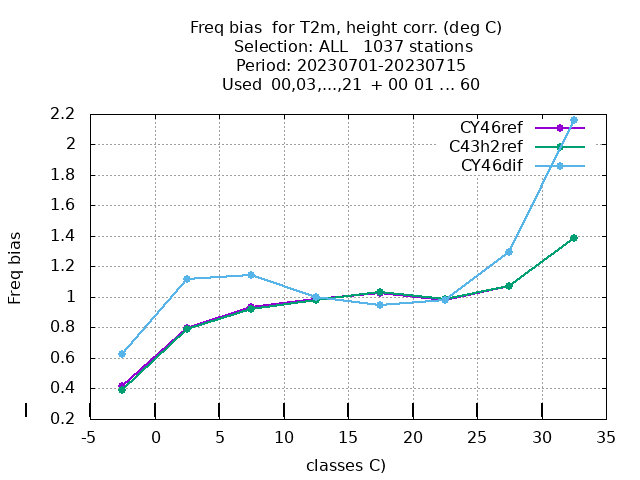 Freq bias  for T2m, height corr. (deg C)
Selection: ALL   1037 stations
Period: 20230701-20230715
Used  00,03,...,21  + 00 01 ... 60
2.2
2
1.8
1.6
1.4
1.2
1
0.8
0.6
0.4
0.2
Freq bias
CY46ref
C43h2ref
CY46dif
-5
0
5
10
15
20
25
30
35
classes C)